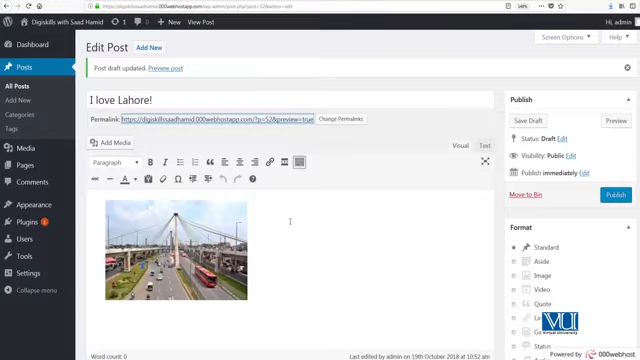 https://digiskillssaadhamid.000webhostapp.com/wp-admin/post.php?post=52&action=edit
140%
Digiskills with Saad Hamid 1 0 New View Post
Hi, admin
Dashboard
Posts
All Posts
Add New
Categories
Tags
Media
Pages
Comments
Appearance
Plugins
Users
Tools
Settings
Collapse menu
Screen Options Help
Edit Post Add New
Post draft updated. Preview post
I love Lahore!
Permalink: https://digiskillssaadhamid.000webhostapp.com/?p=52&preview=true Change Permalinks
Add Media
Visual Text
Paragraph
Word count: 0
Last edited by admin on 19th October 2018 at 10:52 am
Publish
Save Draft Preview
Status: Draft Edit
Visibility: Public Edit
Publish immediately Edit
Move to Bin Publish
Format
Standard
Aside
Image
Video
Quote
Status
VU
Virtual University
Powered by 000webhost